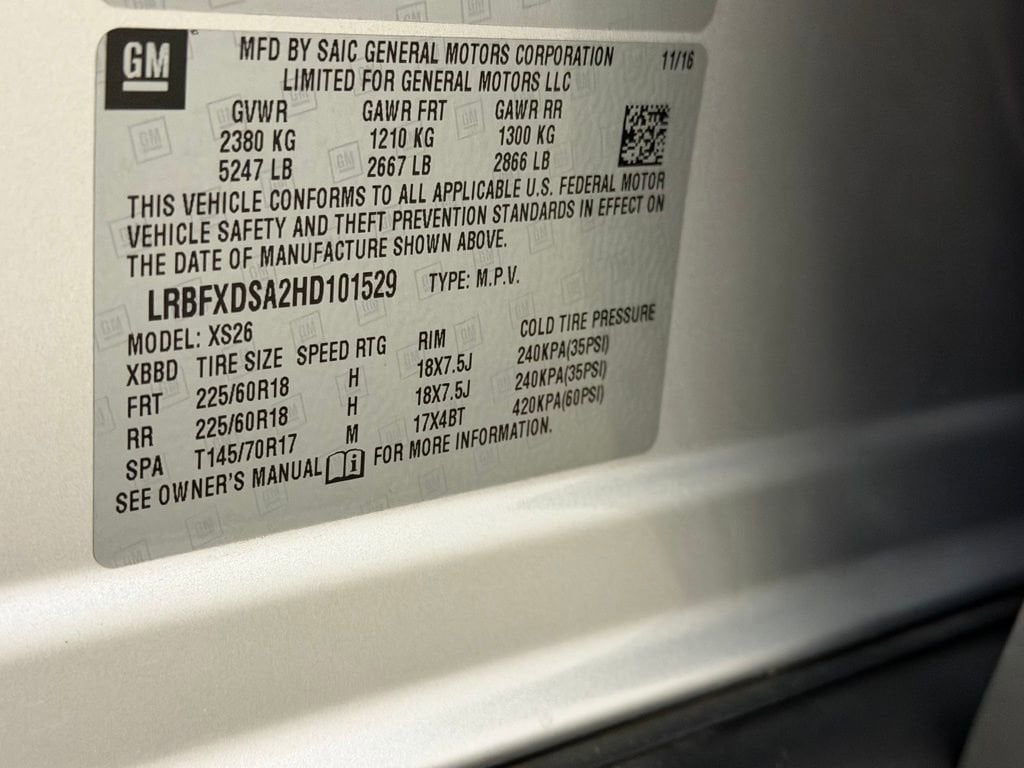 GM
MFD BY SAIC GENERAL MOTORS CORPORATION 11/16
LIMITED FOR GENERAL MOTORS LLC
GVWR GAWR FRT GAWR RR
2380 KG 1210 KG 1300 KG
5247 LB 2667 LB 2866 LB
THIS VEHICLE CONFORMS TO ALL APPLICABLE U.S. FEDERAL MOTOR
VEHICLE SAFETY AND THEFT PREVENTION STANDARDS IN EFFECT ON
THE DATE OF MANUFACTURE SHOWN ABOVE.
LRBFXDSA2HD101529 TYPE: M.P.V.
MODEL: XS26
XBBD TIRE SIZE SPEED RTG RIM COLD TIRE PRESSURE
FRT 225/60R18 H 18X7.5J 240KPA(35PSI)
RR 225/60R18 H 18X7.5J 240KPA(35PSI)
SPA T145/70R17 M 17X4BT 420KPA(60PSI)
SEE OWNER'S MANUAL i FOR MORE INFORMATION.